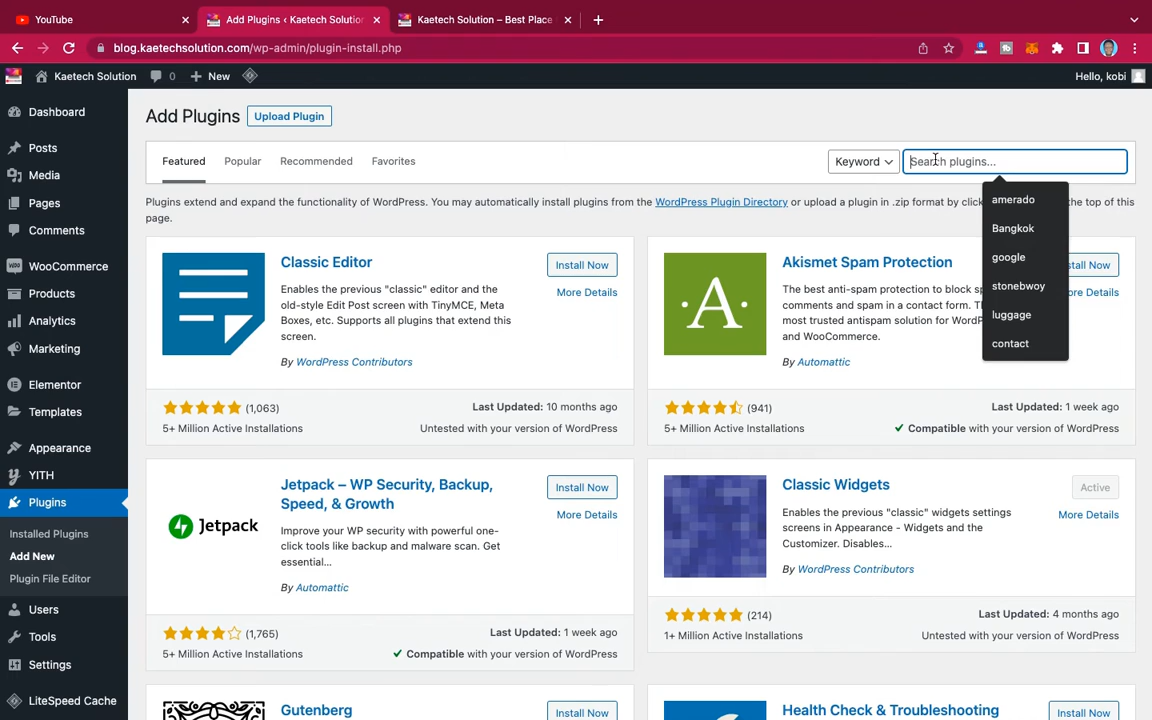 YouTube
Add Plugins < Kaetech Solution
Kaetech Solution – Best Place
blog.kaetechsolution.com/wp-admin/plugin-install.php
Kaetech Solution
0
New
Hello, kobi
Dashboard
Posts
Media
Pages
Comments
WooCommerce
Products
Analytics
Marketing
Elementor
Templates
Appearance
YITH
Plugins
Installed Plugins
Add New
Plugin File Editor
Users
Tools
Settings
LiteSpeed Cache
Add Plugins
Upload Plugin
Featured
Popular
Recommended
Favorites
Keyword
Search plugins...
amerado
Bangkok
google
stonebwoy
luggage
contact
Plugins extend and expand the functionality of WordPress. You may automatically install plugins from the WordPress Plugin Directory or upload a plugin in .zip format by click the top of this
page.
Classic Editor
Install Now
More Details
Enables the previous "classic" editor and the
old-style Edit Post screen with TinyMCE, Meta
Boxes, etc. Supports all plugins that extend this
screen.
By WordPress Contributors
(1,063)
5+ Million Active Installations
Last Updated: 10 months ago
Untested with your version of WordPress
·A·
Akismet Spam Protection
The best anti-spam protection to block
comments and spam in a contact form.
most trusted antispam solution for
and WooCommerce.
By Automattic
(941)
5+ Million Active Installations
Last Updated: 1 week ago
Compatible with your version of WordPress
Jetpack
Jetpack – WP Security, Backup,
Speed, & Growth
Install Now
More Details
Improve your WP security with powerful one-
click tools like backup and malware scan. Get
essential...
By Automattic
(1,765)
5+ Million Active Installations
Last Updated: 1 week ago
Compatible with your version of WordPress
Classic Widgets
Active
More Details
Enables the previous "classic" widgets settings
screens in Appearance - Widgets and the
Customizer. Disables...
By WordPress Contributors
(214)
1+ Million Active Installations
Last Updated: 4 months ago
Untested with your version of WordPress
Gutenberg
Install Now
Health Check & Troubleshooting
Install Now